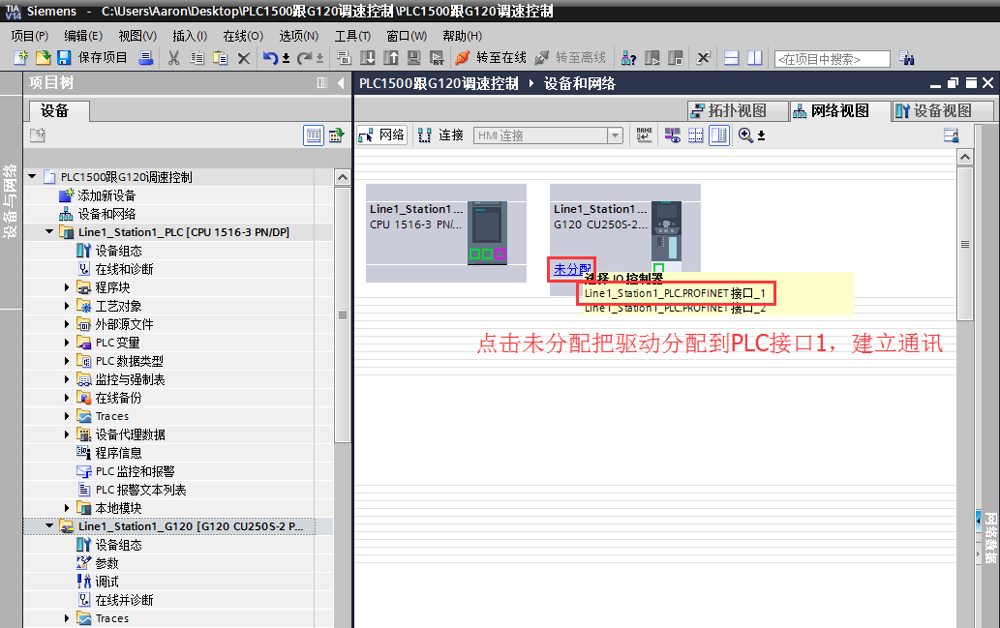 TIA V14 Siemens - C:\Users\Aaron\Desktop\PLC1500跟G120调速控制\PLC1500跟G120调速控制
项目(P) 编辑(E) 视图(V) 插入(I) 在线(O) 选项(N) 工具(T) 窗口(W) 帮助(H)
保存项目 转至在线 转至离线 <在项目中搜索>
项目树
PLC1500跟G120调速控制 ▸ 设备和网络
设备
拓扑视图 网络视图 设备视图
网络 连接 HMI 连接
设备与网络
PLC1500跟G120调速控制
添加新设备
设备和网络
Line1_Station1_PLC [CPU 1516-3 PN/DP]
设备组态
在线和诊断
程序块
工艺对象
外部源文件
PLC 变量
PLC 数据类型
监控与强制表
在线备份
Traces
设备代理数据
程序信息
PLC 监控和报警
PLC 报警文本列表
本地模块
Line1_Station1_G120 [G120 CU250S-2 P...
设备组态
参数
调试
在线并诊断
Traces
Line1_Station1...
CPU 1516-3 PN/...
Line1_Station1...
G120 CU250S-2...
未分配
选择 IO 控制器
Line1_Station1_PLC.PROFINET 接口_1
Line1_Station1_PLC.PROFINET 接口_2
点击未分配把驱动分配到PLC接口1，建立通讯
网络数据